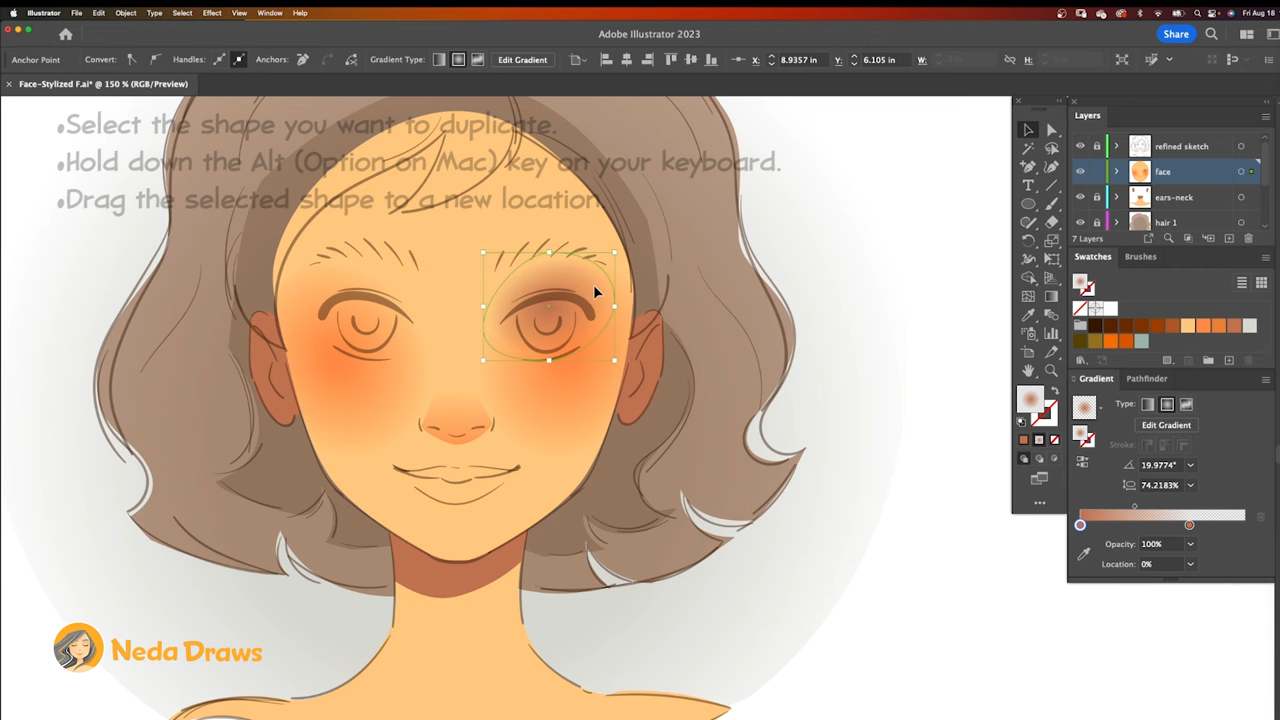 Illustrator File Edit Object Type Select Effect View Window Help Fri Aug 18
Adobe Illustrator 2023
Share
Anchor Point Convert: Handles: Anchors: Gradient Type: Edit Gradient X: 8.9357 in Y: 6.105 in W: H:
× Face-Stylized F.ai* @ 150 % (RGB/Preview)
•Select the shape you want to duplicate.
•Hold down the Alt (Option on Mac) key on your keyboard.
•Drag the selected shape to a new location.
Layers
refined sketch
face
ears-neck
hair 1
7 Layers
Swatches Brushes
Gradient Pathfinder
Type:
Edit Gradient
Stroke:
19.9774°
74.2183%
Opacity: 100%
Location: 0%
Neda Draws